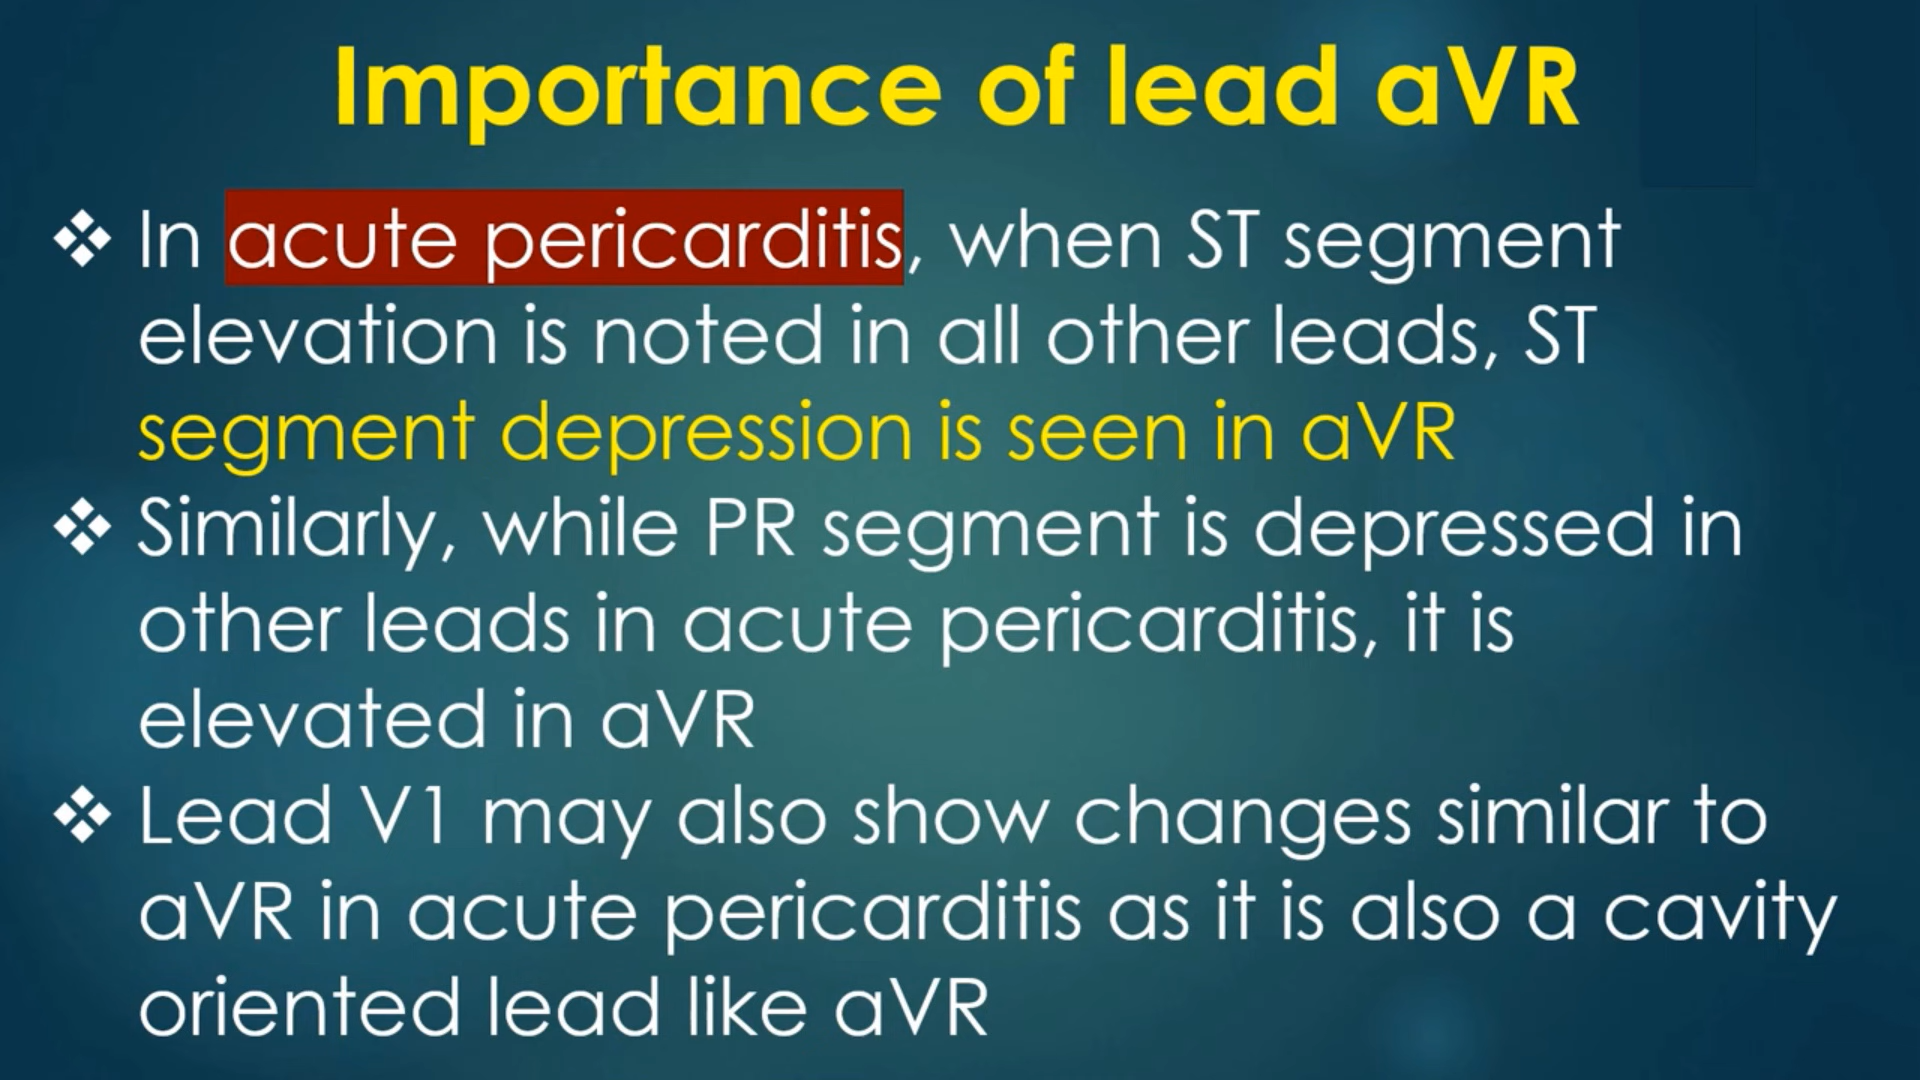 Importance of lead aVR
❖ In acute pericarditis, when ST segment
elevation is noted in all other leads, ST
segment depression is seen in aVR
❖ Similarly, while PR segment is depressed in
other leads in acute pericarditis, it is
elevated in aVR
❖ Lead V1 may also show changes similar to
aVR in acute pericarditis as it is also a cavity
oriented lead like aVR